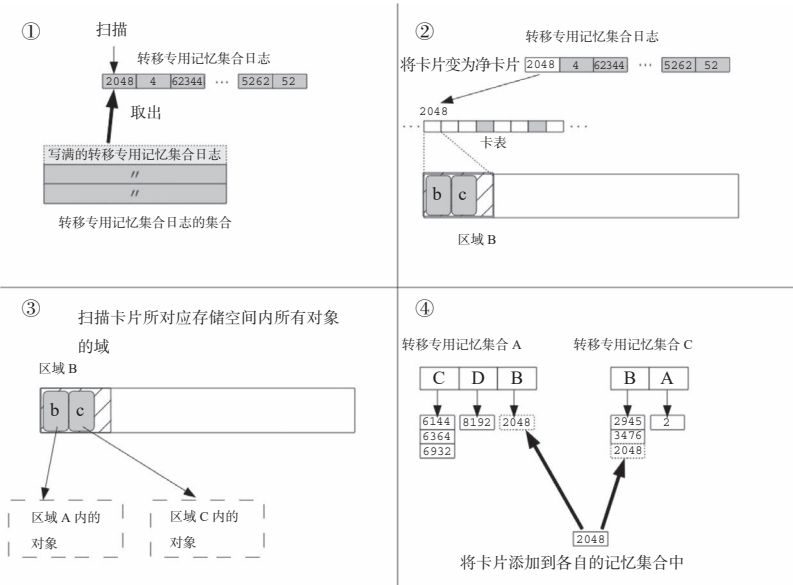 ①
扫描
转移专用记忆集合日志
2048 4 62344 ··· 5262 52
取出
写满的转移专用记忆集合日志
〃
〃
转移专用记忆集合日志的集合
②
转移专用记忆集合日志
将卡片变为净卡片 2048 4 62344 ··· 5262 52
2048
··· ···
卡表
b c
区域 B
③
扫描卡片所对应存储空间内所有对象
的域
区域 B
b c
区域 A 内的
对象
区域 C 内的
对象
④
转移专用记忆集合 A
C D B
6144 8192 2048
6364
6932
转移专用记忆集合 C
B A
2945 2
3476
2048
2048
将卡片添加到各自的记忆集合中